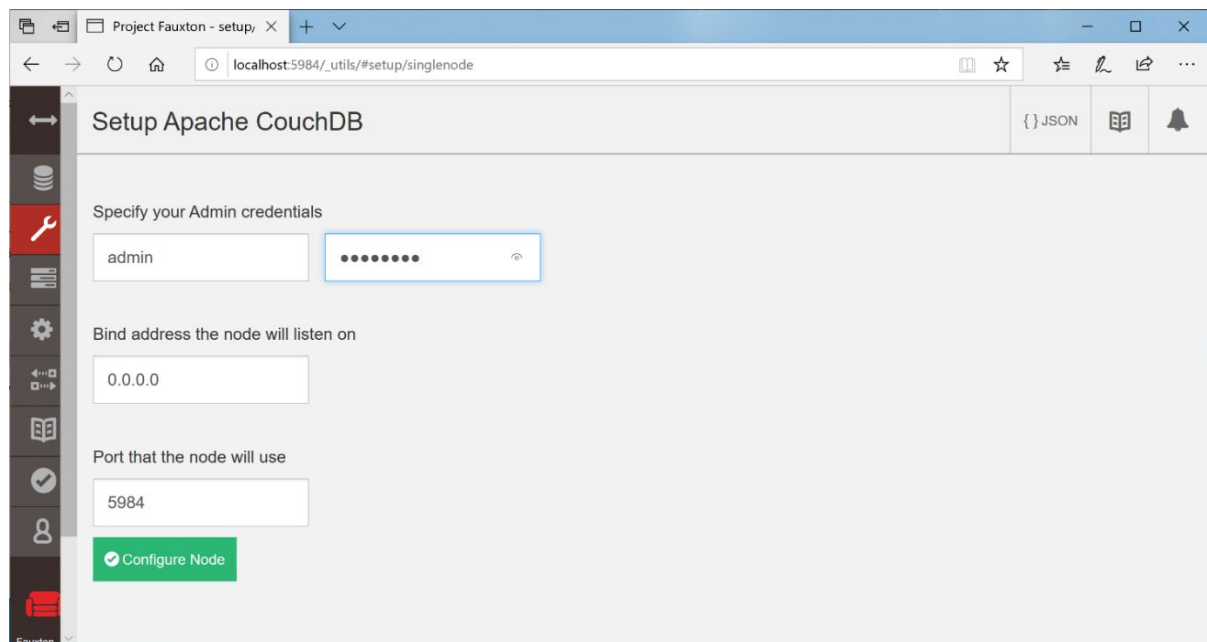 Project Fauxton - setup/
localhost:5984/_utils/#setup/singlenode
Setup Apache CouchDB
{ } JSON
Specify your Admin credentials
admin
••••••••
Bind address the node will listen on
0.0.0.0
Port that the node will use
5984
Configure Node
Fauxton